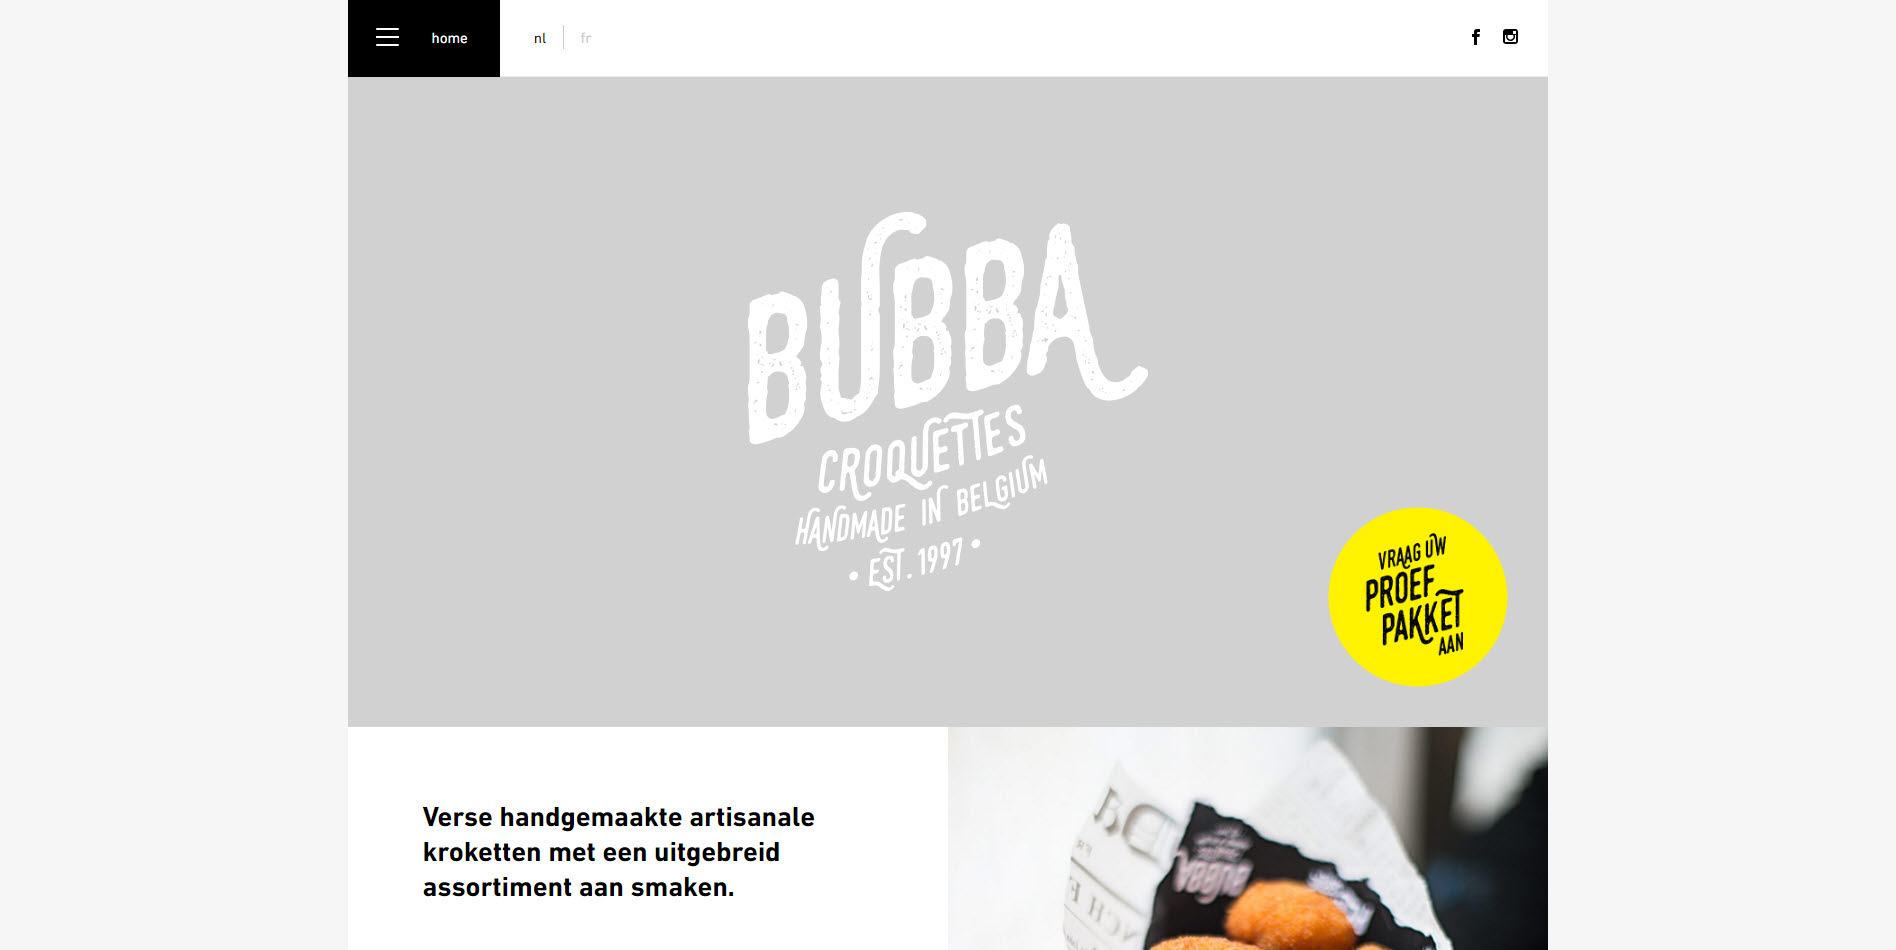 home
nl
fr
BUBBA
CROQUETTES
HANDMADE IN BELGIUM
• EST. 1997 •
VRAAG UW
PROEF
PAKKET
AAN
Verse handgemaakte artisanale
kroketten met een uitgebreid
assortiment aan smaken.
BUBBA